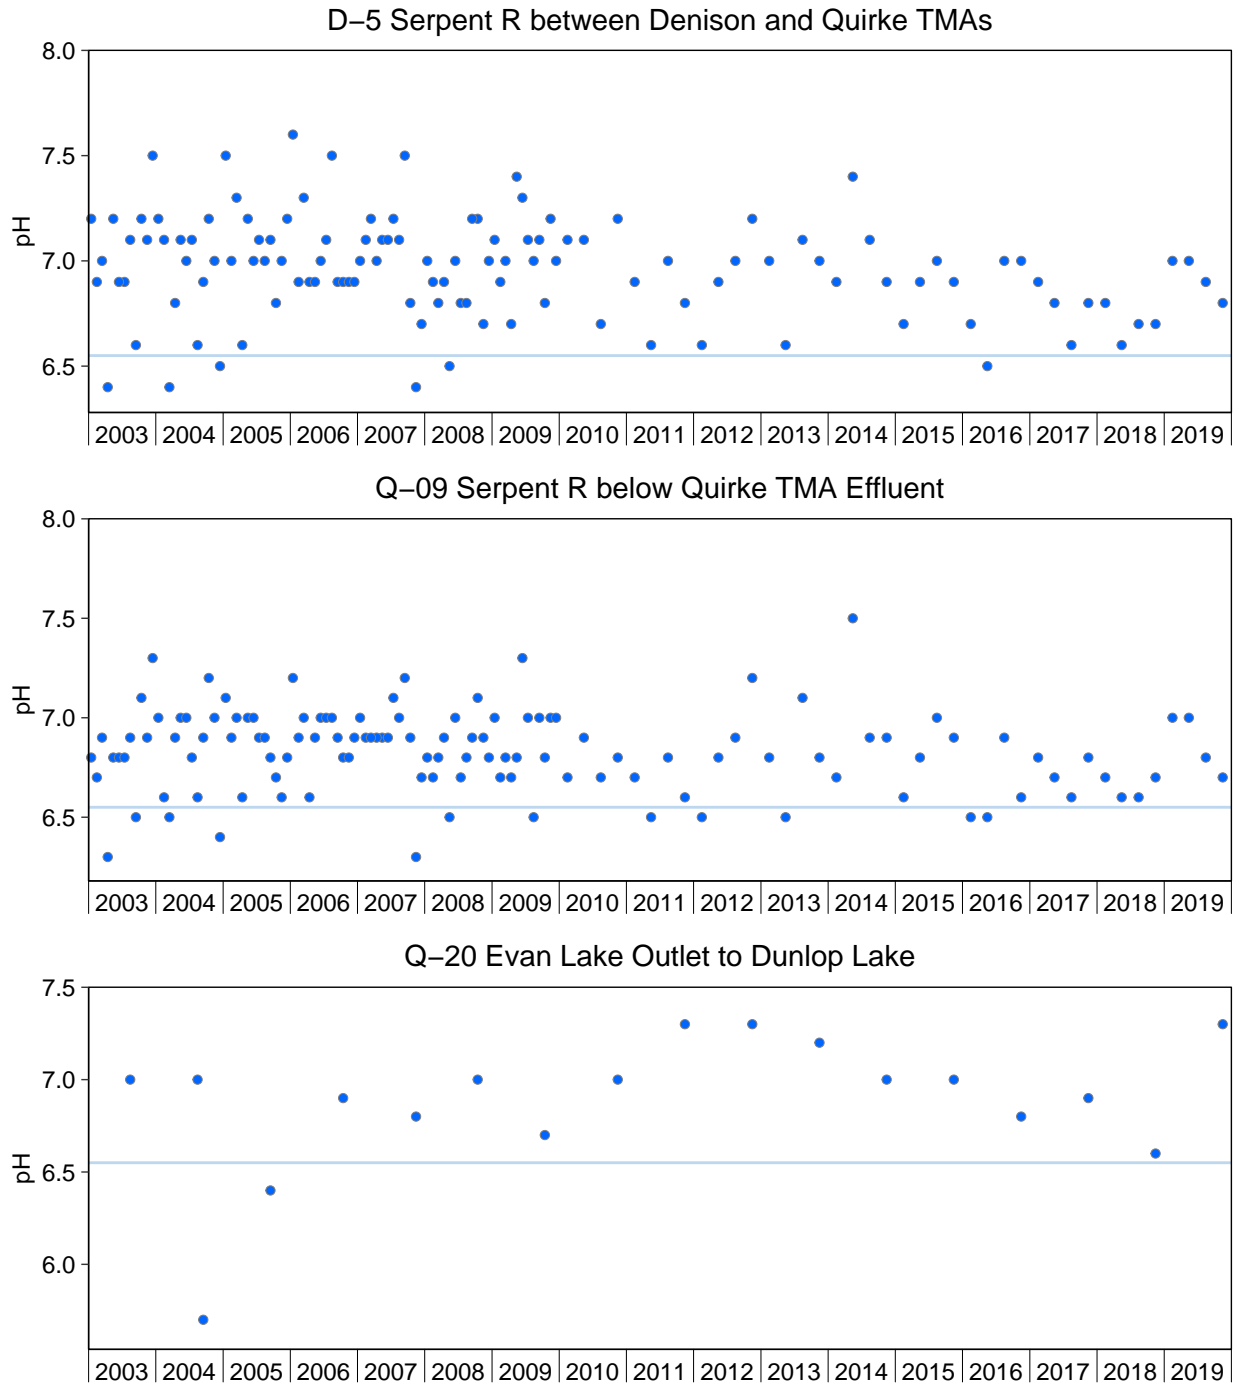 D−5 Serpent R between Denison and Quirke TMAs
8.0
7.5
7.0
6.5
pH
2003 2004 2005 2006 2007 2008 2009 2010 2011 2012 2013 2014 2015 2016 2017 2018 2019
Q−09 Serpent R below Quirke TMA Effluent
8.0
7.5
7.0
6.5
pH
2003 2004 2005 2006 2007 2008 2009 2010 2011 2012 2013 2014 2015 2016 2017 2018 2019
Q−20 Evan Lake Outlet to Dunlop Lake
7.5
7.0
6.5
6.0
pH
2003 2004 2005 2006 2007 2008 2009 2010 2011 2012 2013 2014 2015 2016 2017 2018 2019